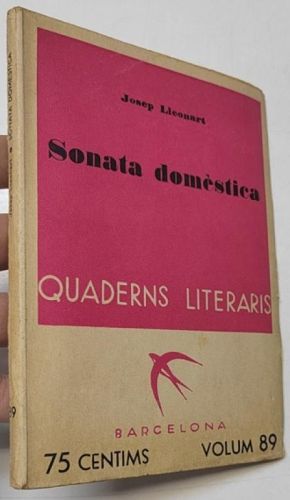 Josep Lleonart
Sonata domèstica
QUADERNS LITERARIS
BARCELONA
75 CENTIMS
VOLUM 89